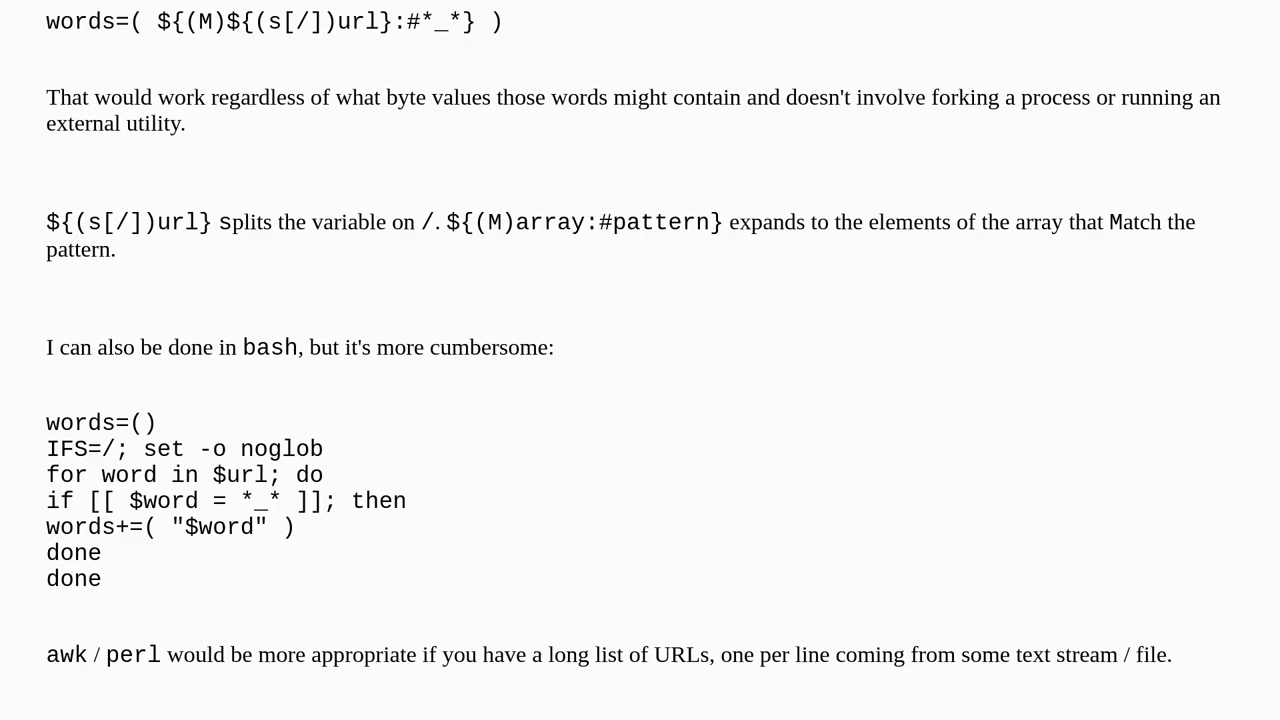 words=( ${(M)${(s[/])url}:#*_*} )
That would work regardless of what byte values those words might contain and doesn't involve forking a process or running an
external utility.
${(s[/])url} splits the variable on /. ${(M)array:#pattern} expands to the elements of the array that Match the
pattern.
I can also be done in bash, but it's more cumbersome:
words=()
IFS=/; set -o noglob
for word in $url; do
if [[ $word = *_* ]]; then
words+=( "$word" )
done
done
awk / perl would be more appropriate if you have a long list of URLs, one per line coming from some text stream / file.